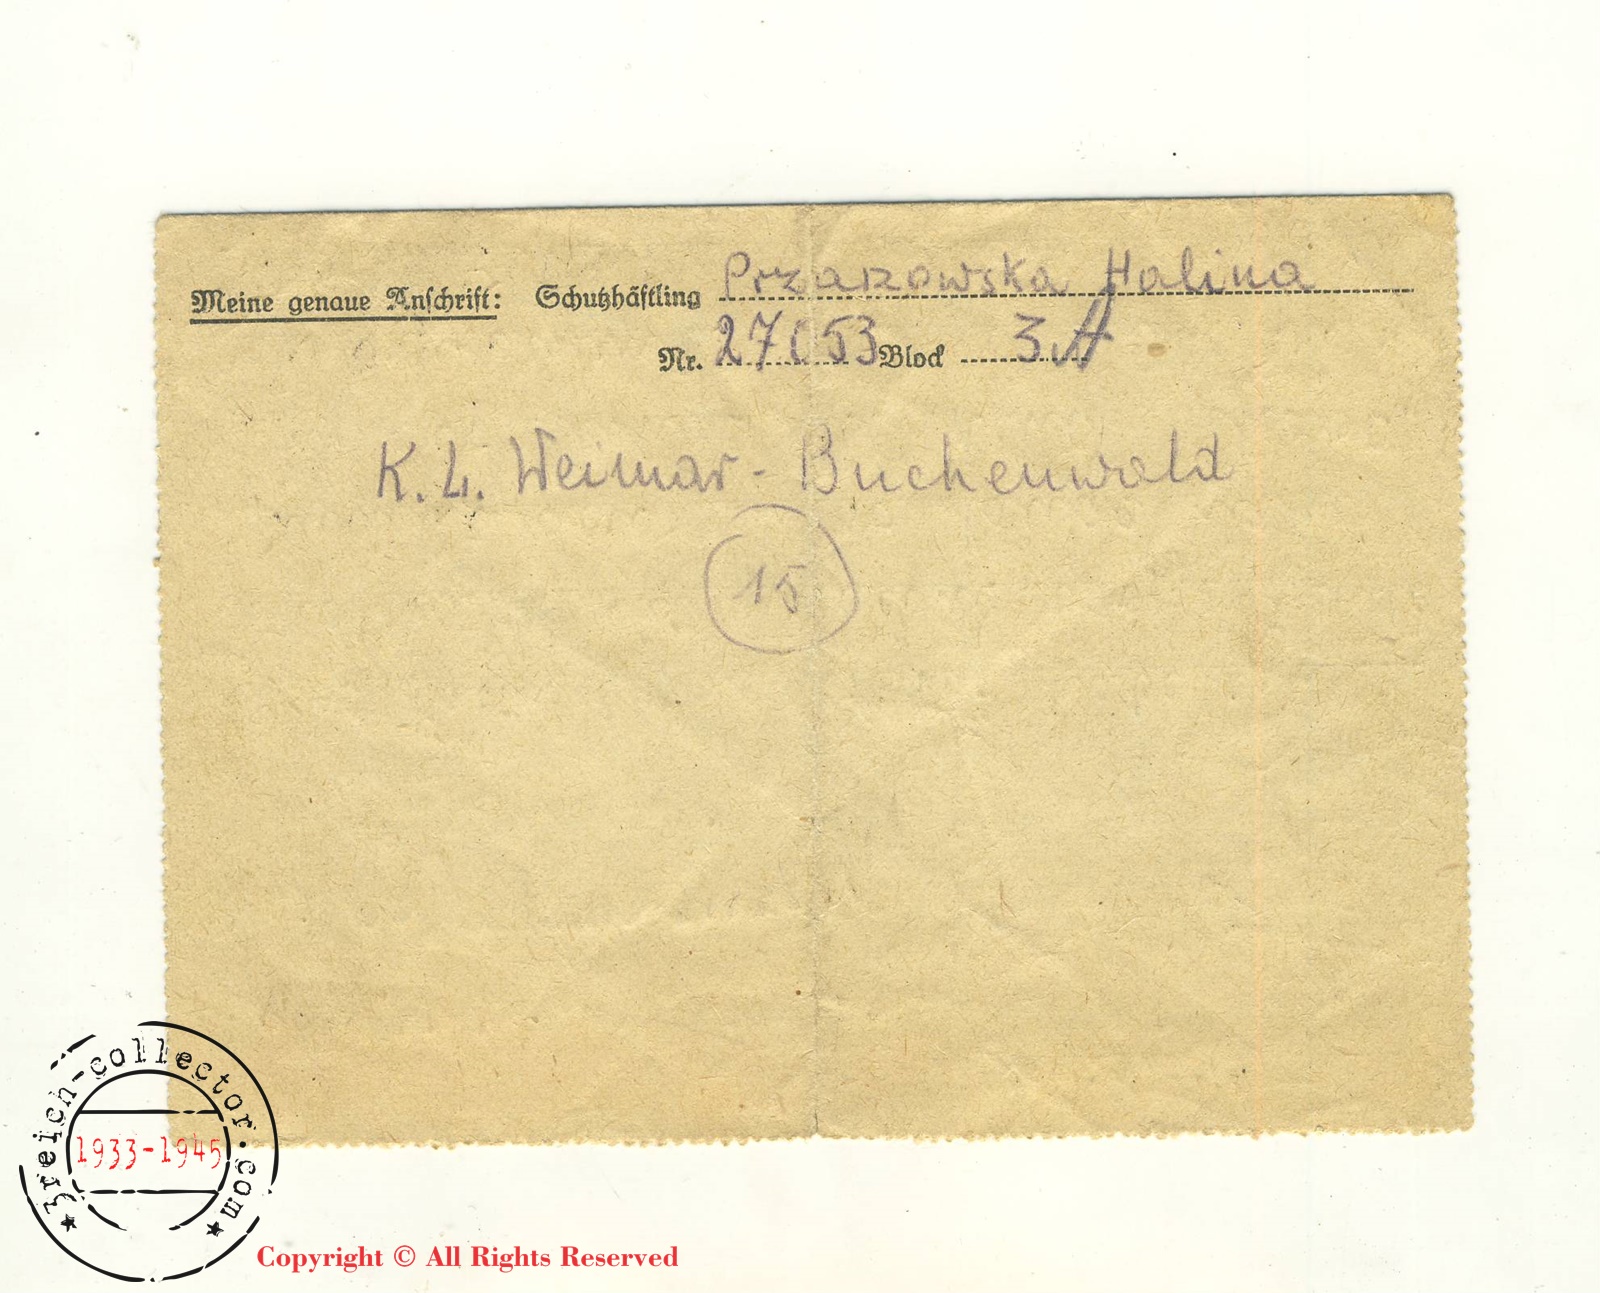 Meine genaue Anschrift: Schutzhäftling Przarzowska Halina
Nr. 27053 Block 3A
K. L. Weimar - Buchenwald
15
3reich-collector.com
1933-1945
Copyright © All Rights Reserved